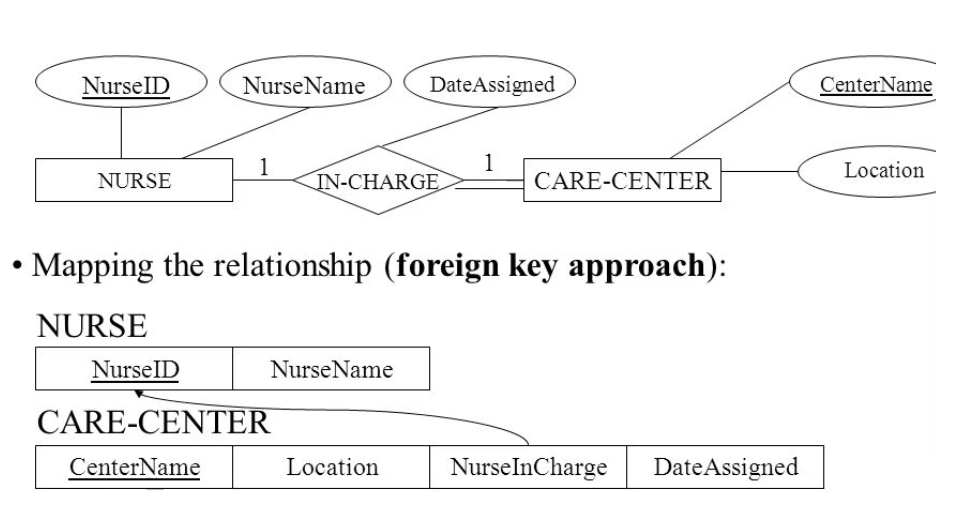 NurseID NurseName DateAssigned CenterName
NURSE 1 IN-CHARGE 1 CARE-CENTER Location
• Mapping the relationship (foreign key approach):
NURSE
NurseID NurseName
CARE-CENTER
CenterName Location NurseInCharge DateAssigned